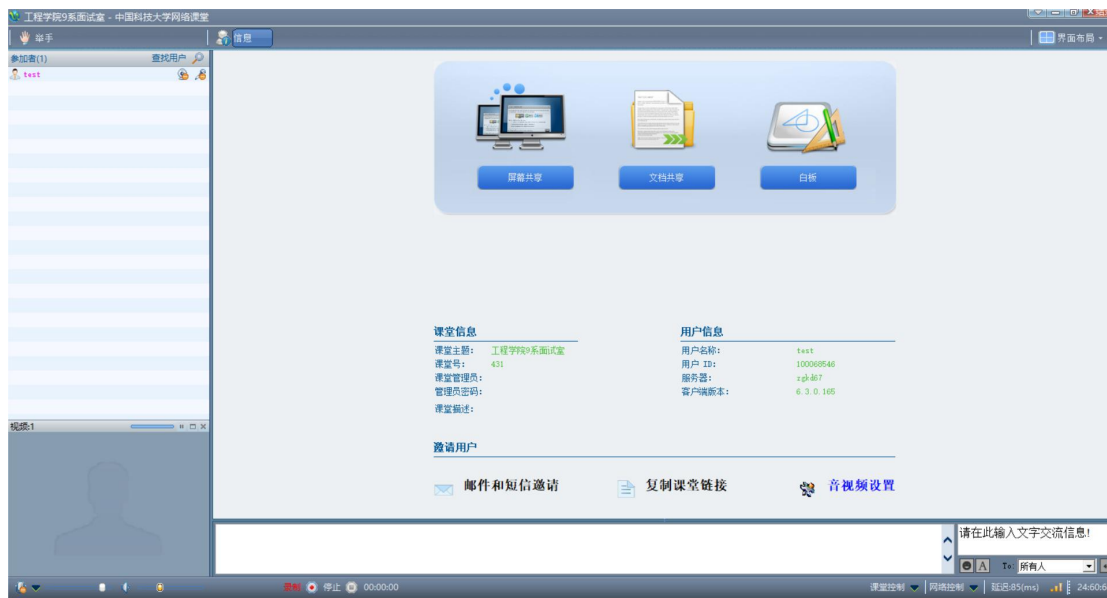 工程学院9系面试室 - 中国科技大学网络课堂
举手
信息
界面布局
参加者(1)
查找用户
test
屏幕共享
文档共享
白板
课堂信息
课堂主题： 工程学院9系面试室
课堂号： 431
课堂管理员：
管理员密码：
课堂描述：
用户信息
用户名称： test
用户 ID： 100068546
服务器： zgkd67
客户端版本： 6.3.0.165
邀请用户
邮件和短信邀请
复制课堂链接
音视频设置
视频:1
请在此输入文字交流信息!
A
To: 所有人
录制
停止
00:00:00
课堂控制
网络控制
延迟:85(ms)
24:60:6